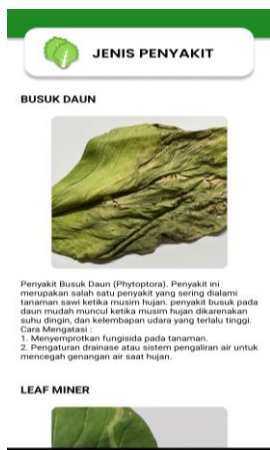 JENIS PENYAKIT
BUSUK DAUN
Penyakit Busuk Daun (Phytoptora). Penyakit ini
merupakan salah satu penyakit yang sering dialami
tanaman sawi ketika musim hujan. penyakit busuk pada
daun mudah muncul ketika musim hujan dikarenakan
suhu dingin, dan kelembapan udara yang terlalu tinggi.
Cara Mengatasi :
1. Menyemprotkan fungisida pada tanaman.
2. Pengaturan drainase atau sistem pengaliran air untuk
mencegah genangan air saat hujan.
LEAF MINER